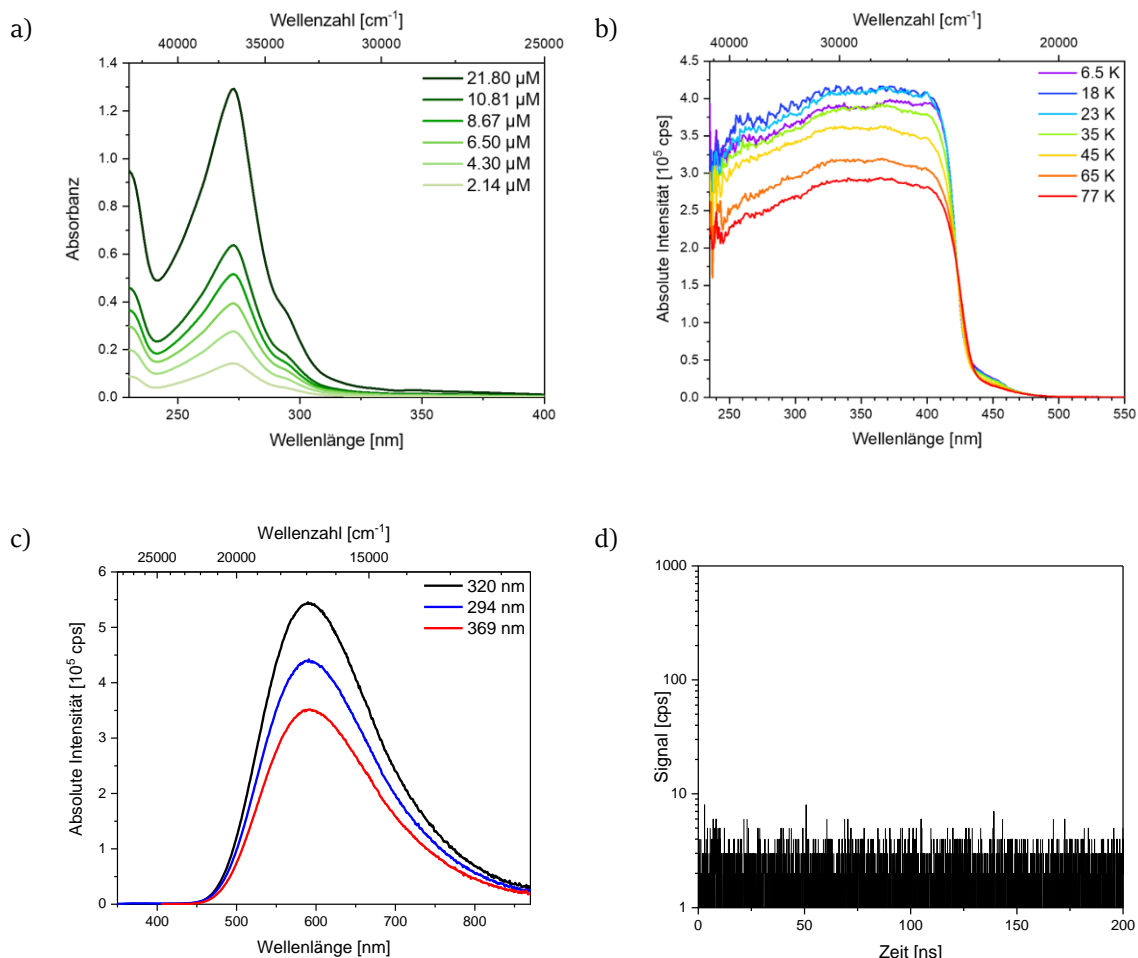 a)
Wellenzahl [cm⁻¹]
40000 35000 30000 25000
Absorbanz
1.4
1.2
1.0
0.8
0.6
0.4
0.2
0.0
21.80 µM
10.81 µM
8.67 µM
6.50 µM
4.30 µM
2.14 µM
250 300 350 400
Wellenlänge [nm]
b)
Wellenzahl [cm⁻¹]
40000 30000 20000
Absolute Intensität [10⁵ cps]
4.5
4.0
3.5
3.0
2.5
2.0
1.5
1.0
0.5
0.0
6.5 K
18 K
23 K
35 K
45 K
65 K
77 K
250 300 350 400 450 500 550
Wellenlänge [nm]
c)
Wellenzahl [cm⁻¹]
25000 20000 15000
Absolute Intensität [10⁵ cps]
6
5
4
3
2
1
0
320 nm
294 nm
369 nm
400 500 600 700 800
Wellenlänge [nm]
d)
Signal [cps]
1000
100
10
1
0 50 100 150 200
Zeit [ns]